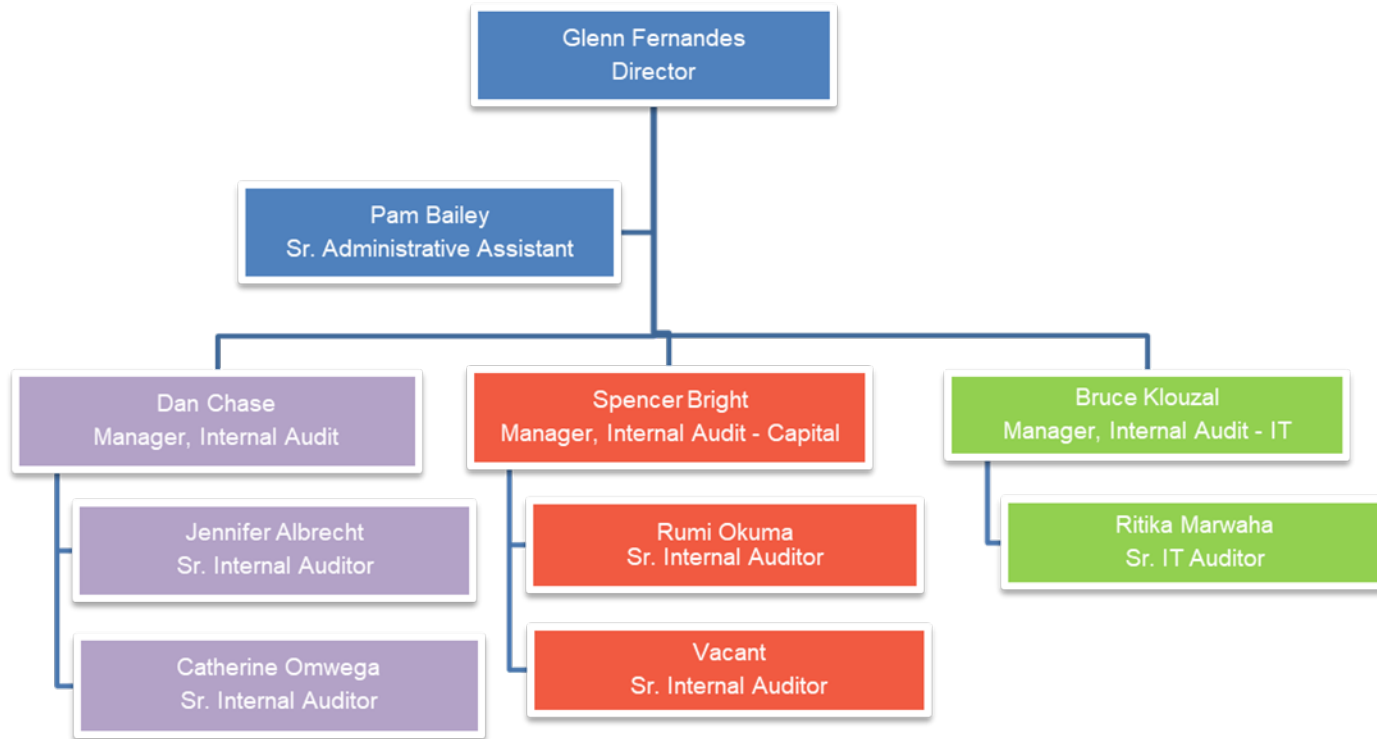 Glenn Fernandes
Director
Pam Bailey
Sr. Administrative Assistant
Dan Chase
Manager, Internal Audit
Jennifer Albrecht
Sr. Internal Auditor
Catherine Omwega
Sr. Internal Auditor
Spencer Bright
Manager, Internal Audit - Capital
Rumi Okuma
Sr. Internal Auditor
Vacant
Sr. Internal Auditor
Bruce Klouzal
Manager, Internal Audit - IT
Ritika Marwaha
Sr. IT Auditor